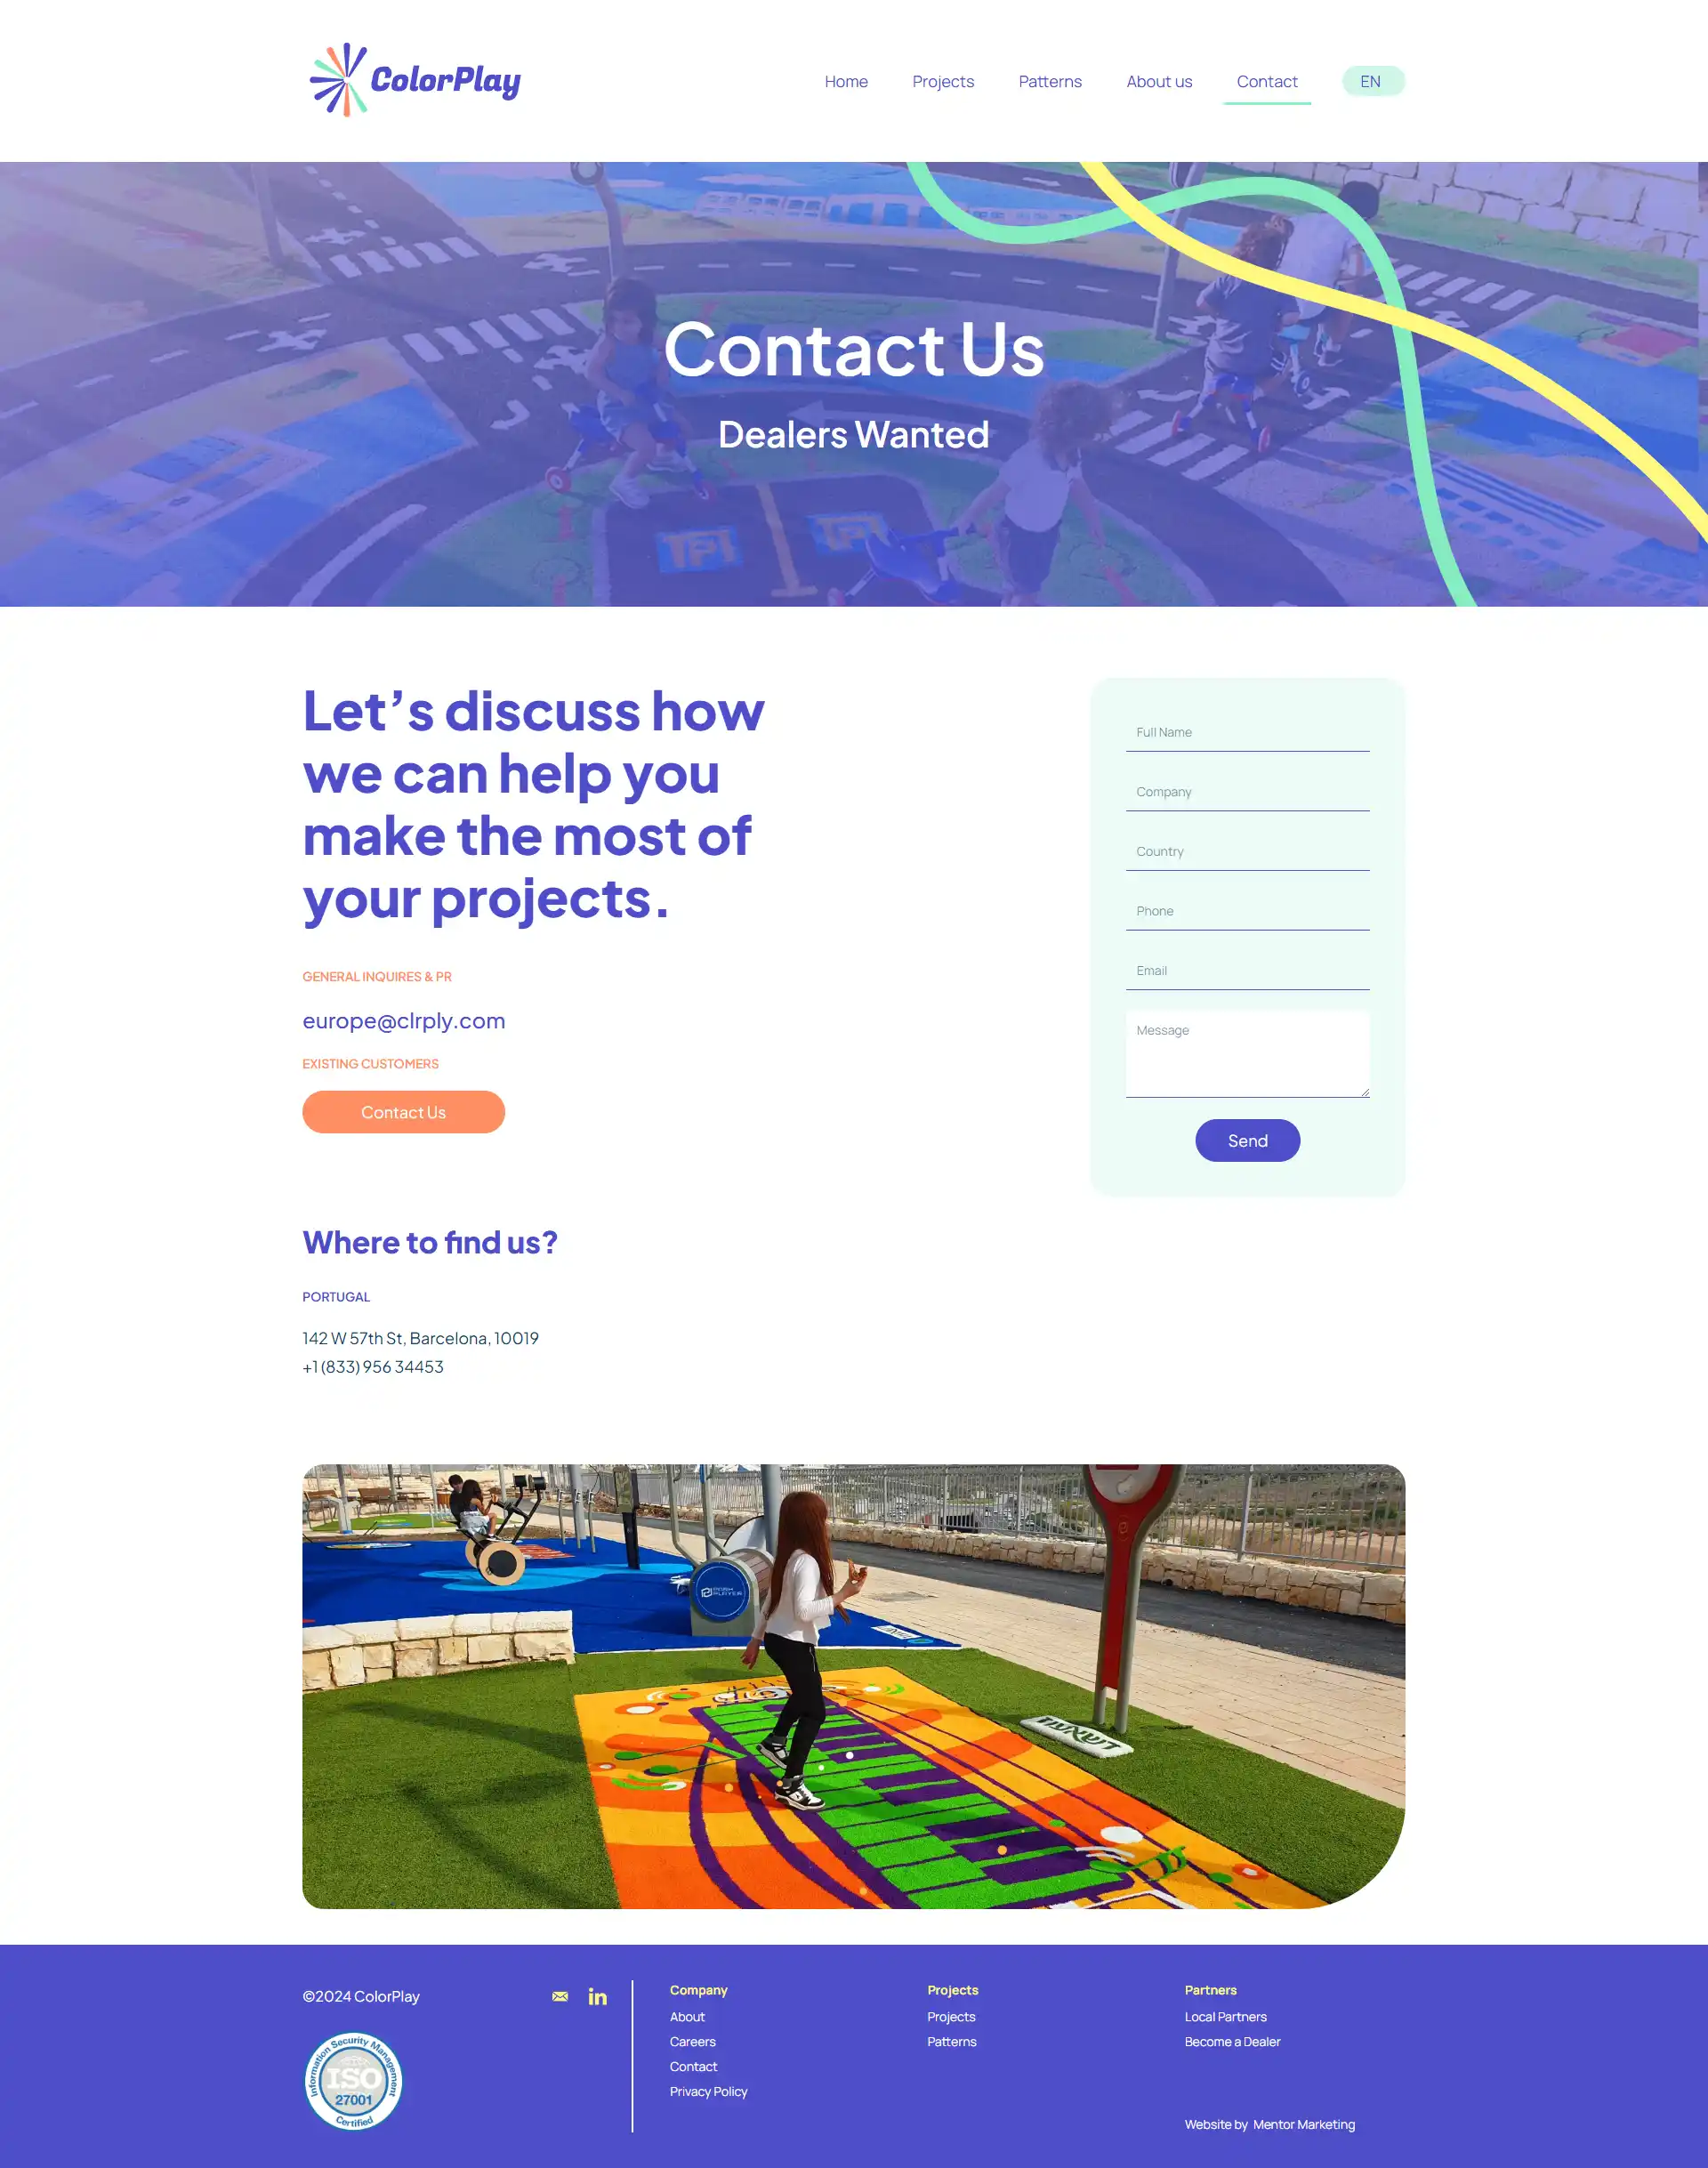 ColorPlay
Home
Projects
Patterns
About us
Contact
EN
Contact Us
Dealers Wanted
Let’s discuss how
we can help you
make the most of
your projects.
GENERAL INQUIRES & PR
europe@clrply.com
EXISTING CUSTOMERS
Contact Us
Full Name
Company
Country
Phone
Email
Message
Send
Where to find us?
PORTUGAL
142 W 57th St, Barcelona, 10019
+1 (833) 956 34453
©2024 ColorPlay
Information Security Management
ISO
27001
Certified
Company
About
Careers
Contact
Privacy Policy
Projects
Projects
Patterns
Partners
Local Partners
Become a Dealer
Website by Mentor Marketing